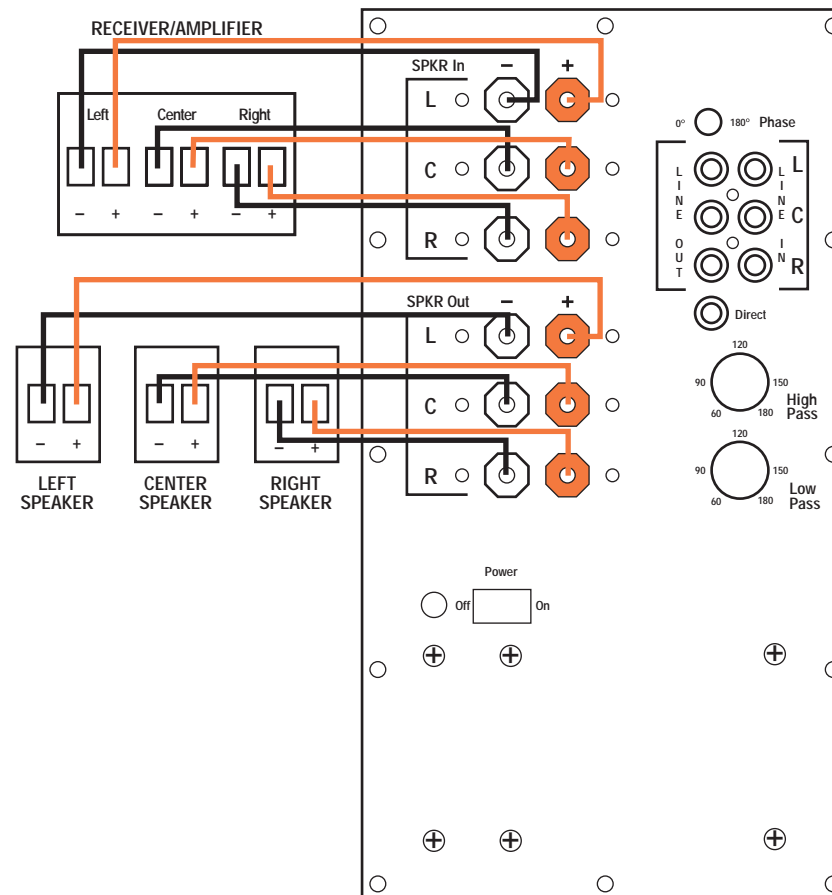 RECEIVER/AMPLIFIER
Left Center Right
- + - + - +
SPKR In - +
L
C
R
0° 180° Phase
LINE OUT
LINE IN
L
C
R
Direct
SPKR Out - +
L
C
R
- +
LEFT
SPEAKER
- +
CENTER
SPEAKER
- +
RIGHT
SPEAKER
120
90 150
60 180
High
Pass
120
90 150
60 180
Low
Pass
Power
Off On